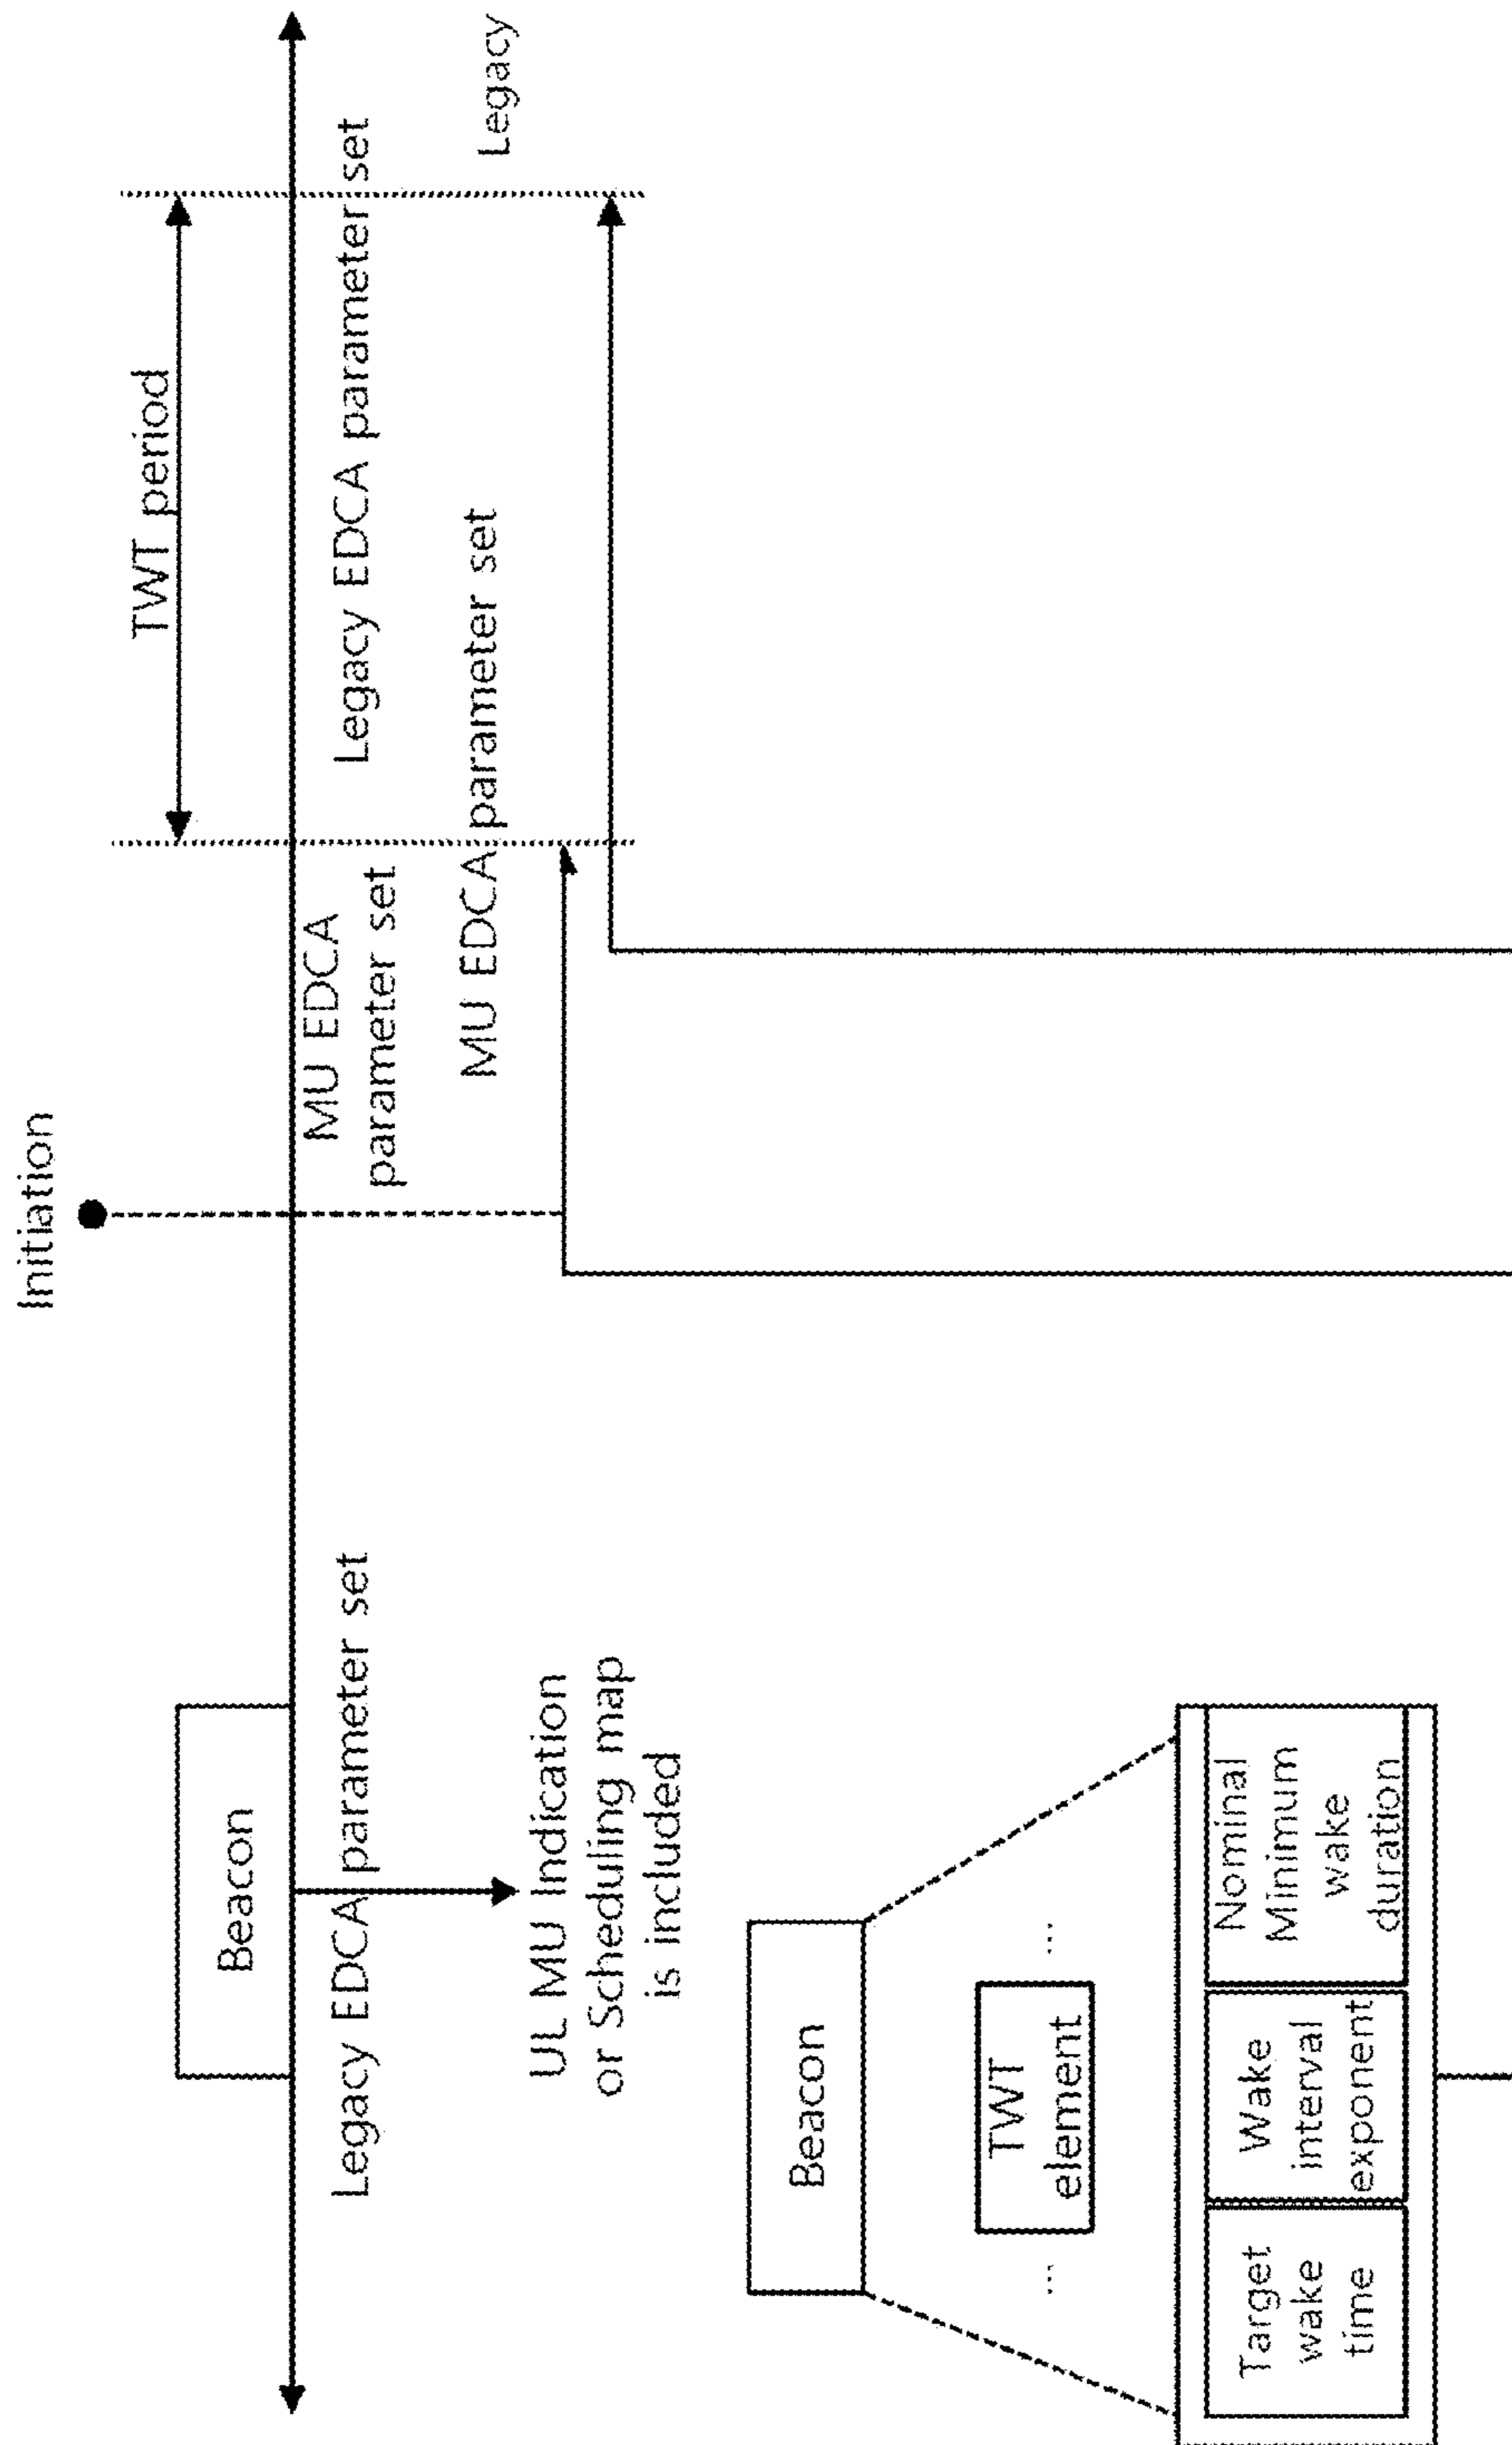 Initiation
TWT period
Beacon
Legacy EDCA parameter set
MU EDCA
parameter set
Legacy EDCA parameter set
MU EDCA parameter set
Legacy
UL MU Indication
or Scheduling map
is included
Beacon
...
TWT
element
...
Target
wake
time
Wake
interval
exponent
Nominal
Minimum
wake
duration